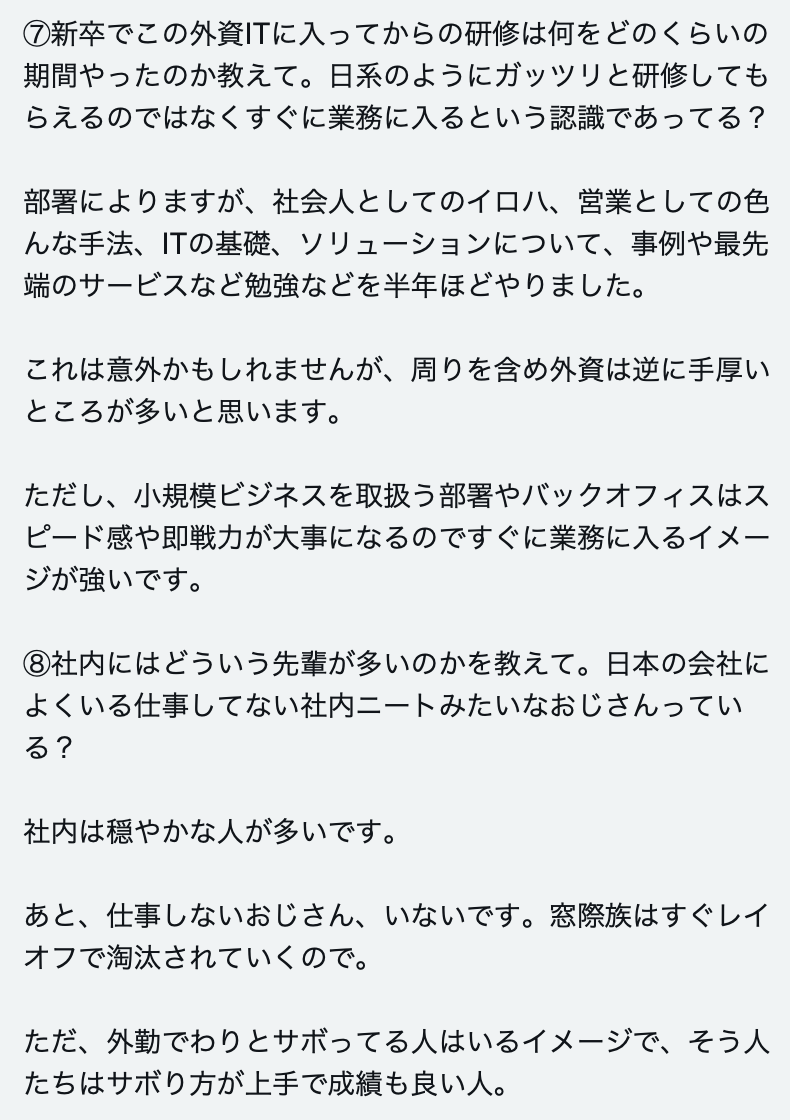 ⑦新卒でこの外資ITに入ってからの研修は何をどのくらいの
期間やったのか教えて。日系のようにガッツリと研修しても
らえるのではなくすぐに業務に入るという認識であってる？
部署によりますが、社会人としてのイロハ、営業としての色
んな手法、ITの基礎、ソリューションについて、事例や最先
端のサービスなど勉強などを半年ほどやりました。
これは意外かもしれませんが、周りを含め外資は逆に手厚い
ところが多いと思います。
ただし、小規模ビジネスを取扱う部署やバックオフィスはス
ピード感や即戦力が大事になるのですぐに業務に入るイメー
ジが強いです。
⑧社内にはどういう先輩が多いのかを教えて。日本の会社に
よくいる仕事してない社内ニートみたいなおじさんってい
る？
社内は穏やかな人が多いです。
あと、仕事しないおじさん、いないです。窓際族はすぐレイ
オフで淘汰されていくので。
ただ、外勤でわりとサボってる人はいるイメージで、そう人
たちはサボり方が上手で成績も良い人。